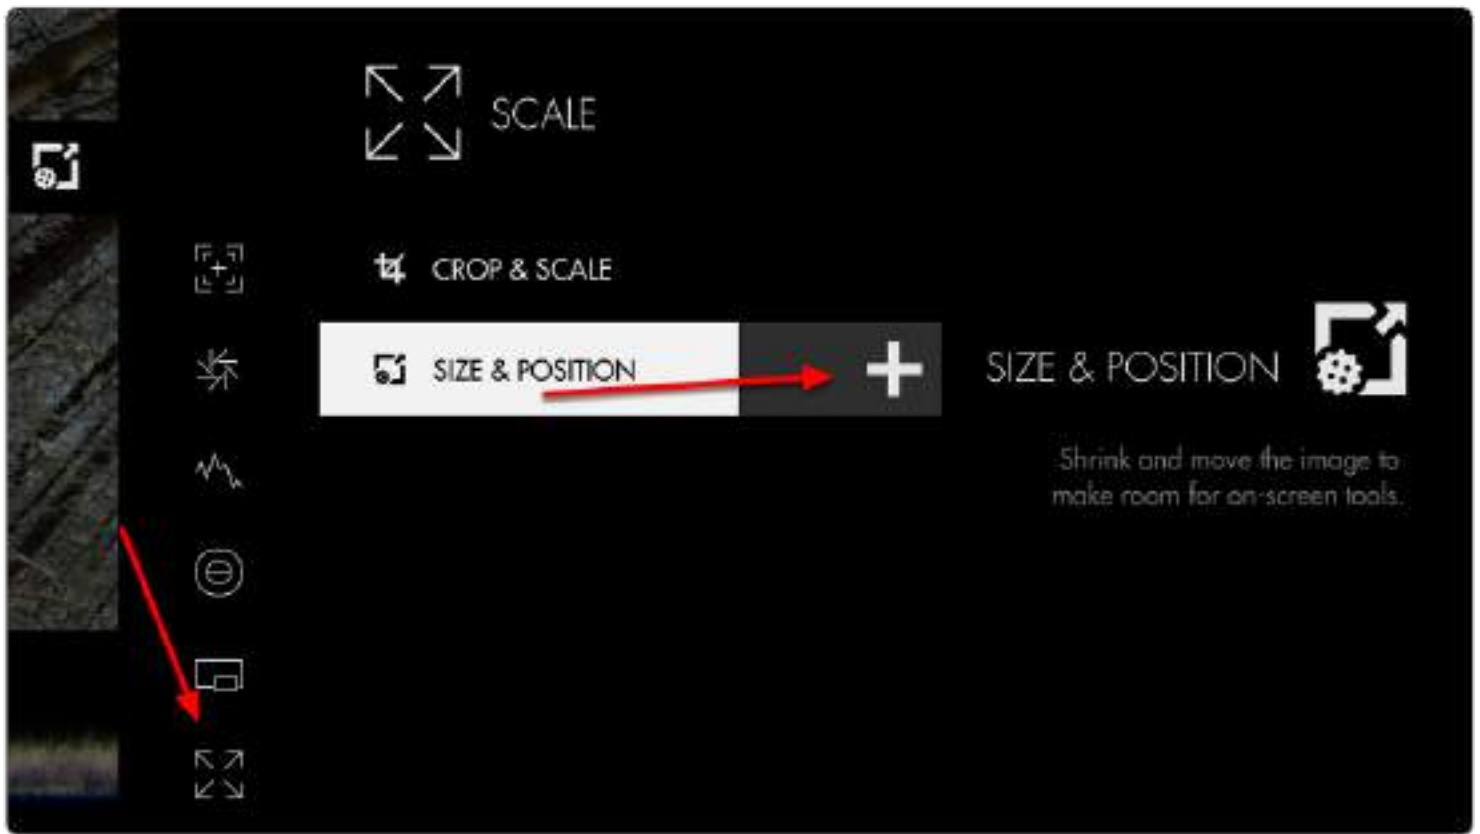 SCALE
CROP & SCALE
SIZE & POSITION
SIZE & POSITION
Shrink and move the image to
make room for on-screen tools.